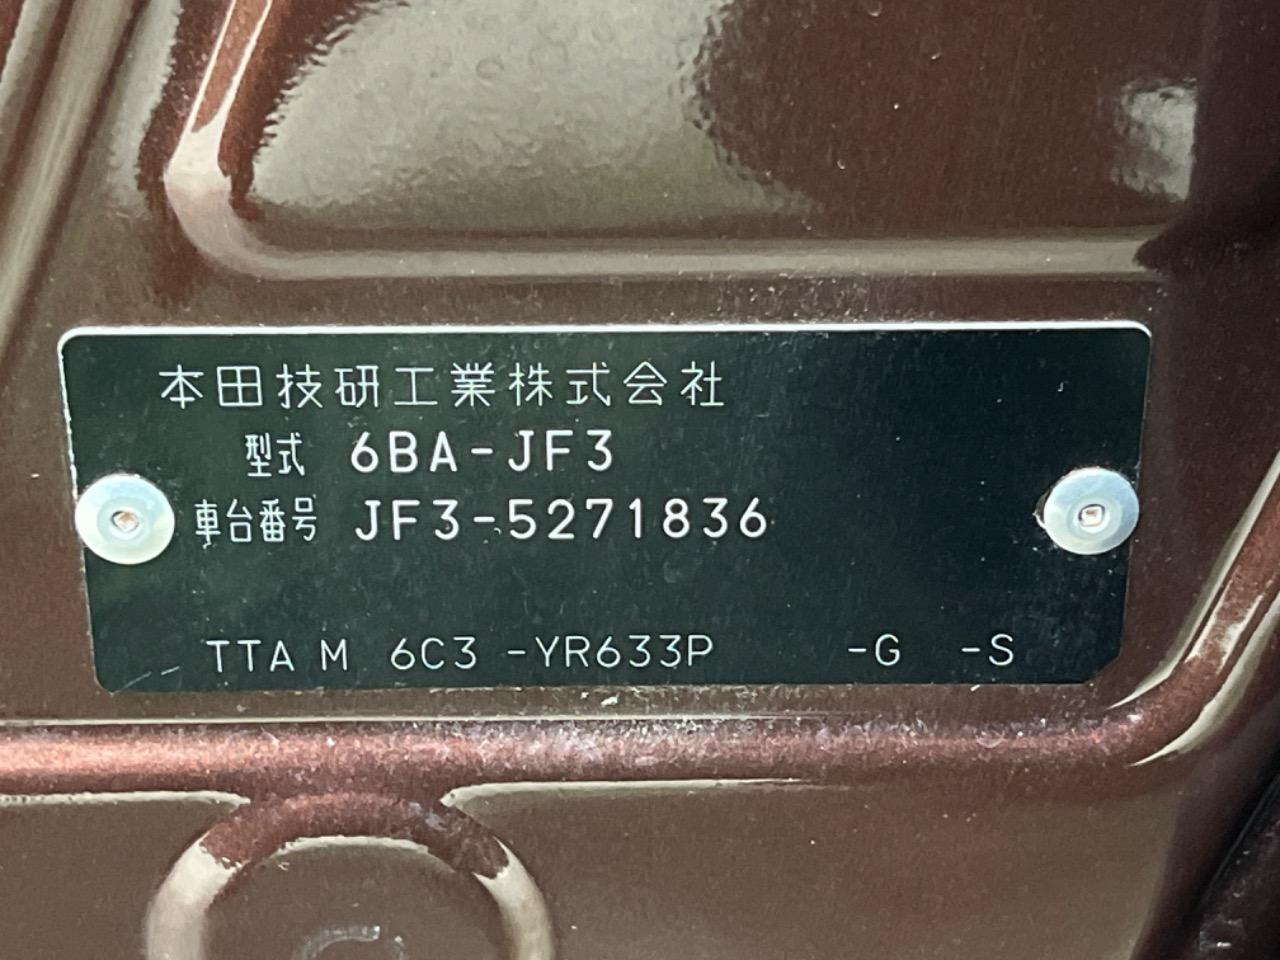 本田技研工業株式会社
型式 6BA-JF3
車台番号 JF3-5271836
TTA M 6C3 -YR633P -G -S